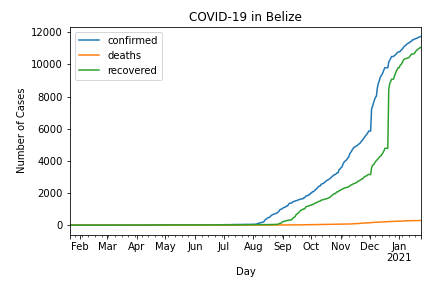 COVID-19 in Belize
confirmed
deaths
recovered
Number of Cases
12000
10000
8000
6000
4000
2000
0
Feb Mar Apr May Jun Jul Aug Sep Oct Nov Dec Jan
2021
Day